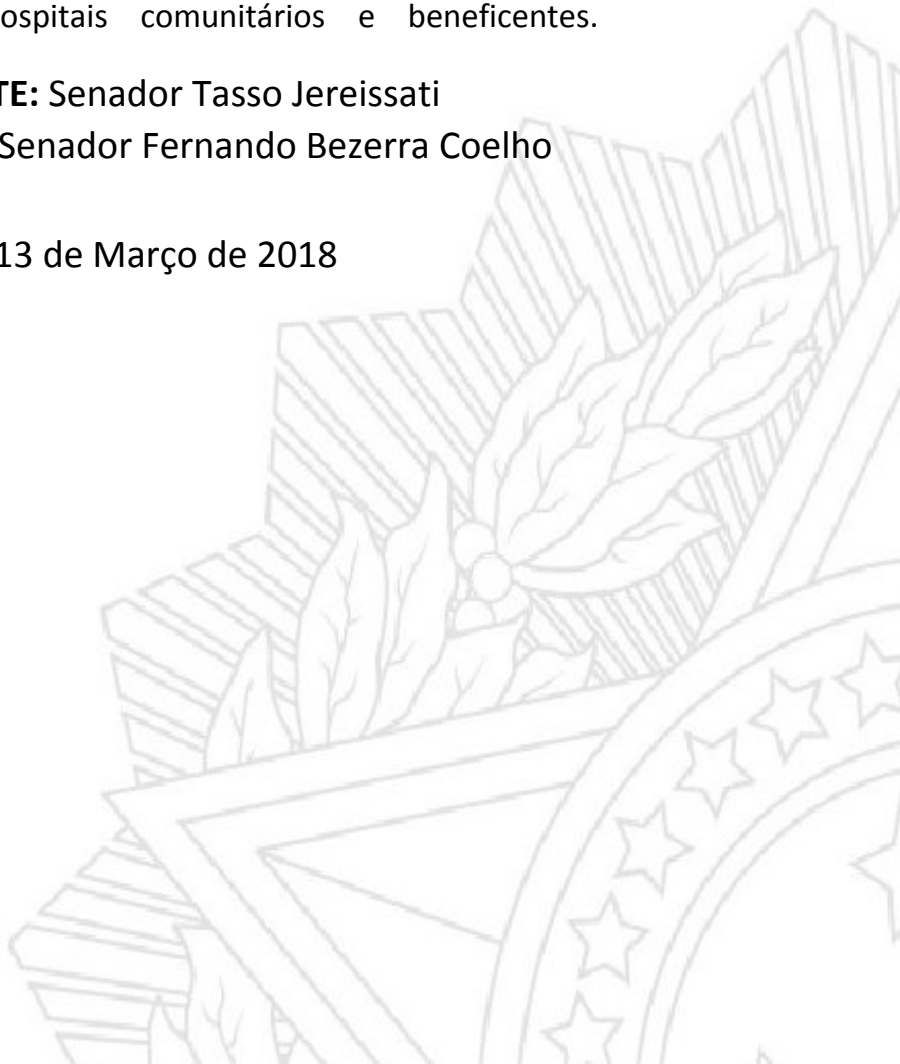 ospitais comunitários e beneficentes.
TE: Senador Tasso Jereissati
Senador Fernando Bezerra Coelho
13 de Março de 2018